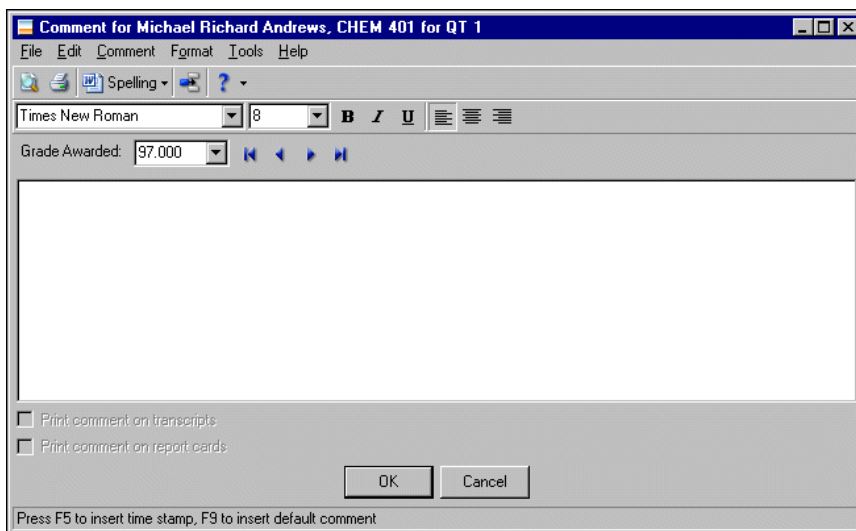 Comment for Michael Richard Andrews, CHEM 401 for QT 1
File Edit Comment Format Tools Help
Spelling ?
Times New Roman 8 B I U
Grade Awarded: 97.000
Print comment on transcripts
Print comment on report cards
OK Cancel
Press F5 to insert time stamp, F9 to insert default comment